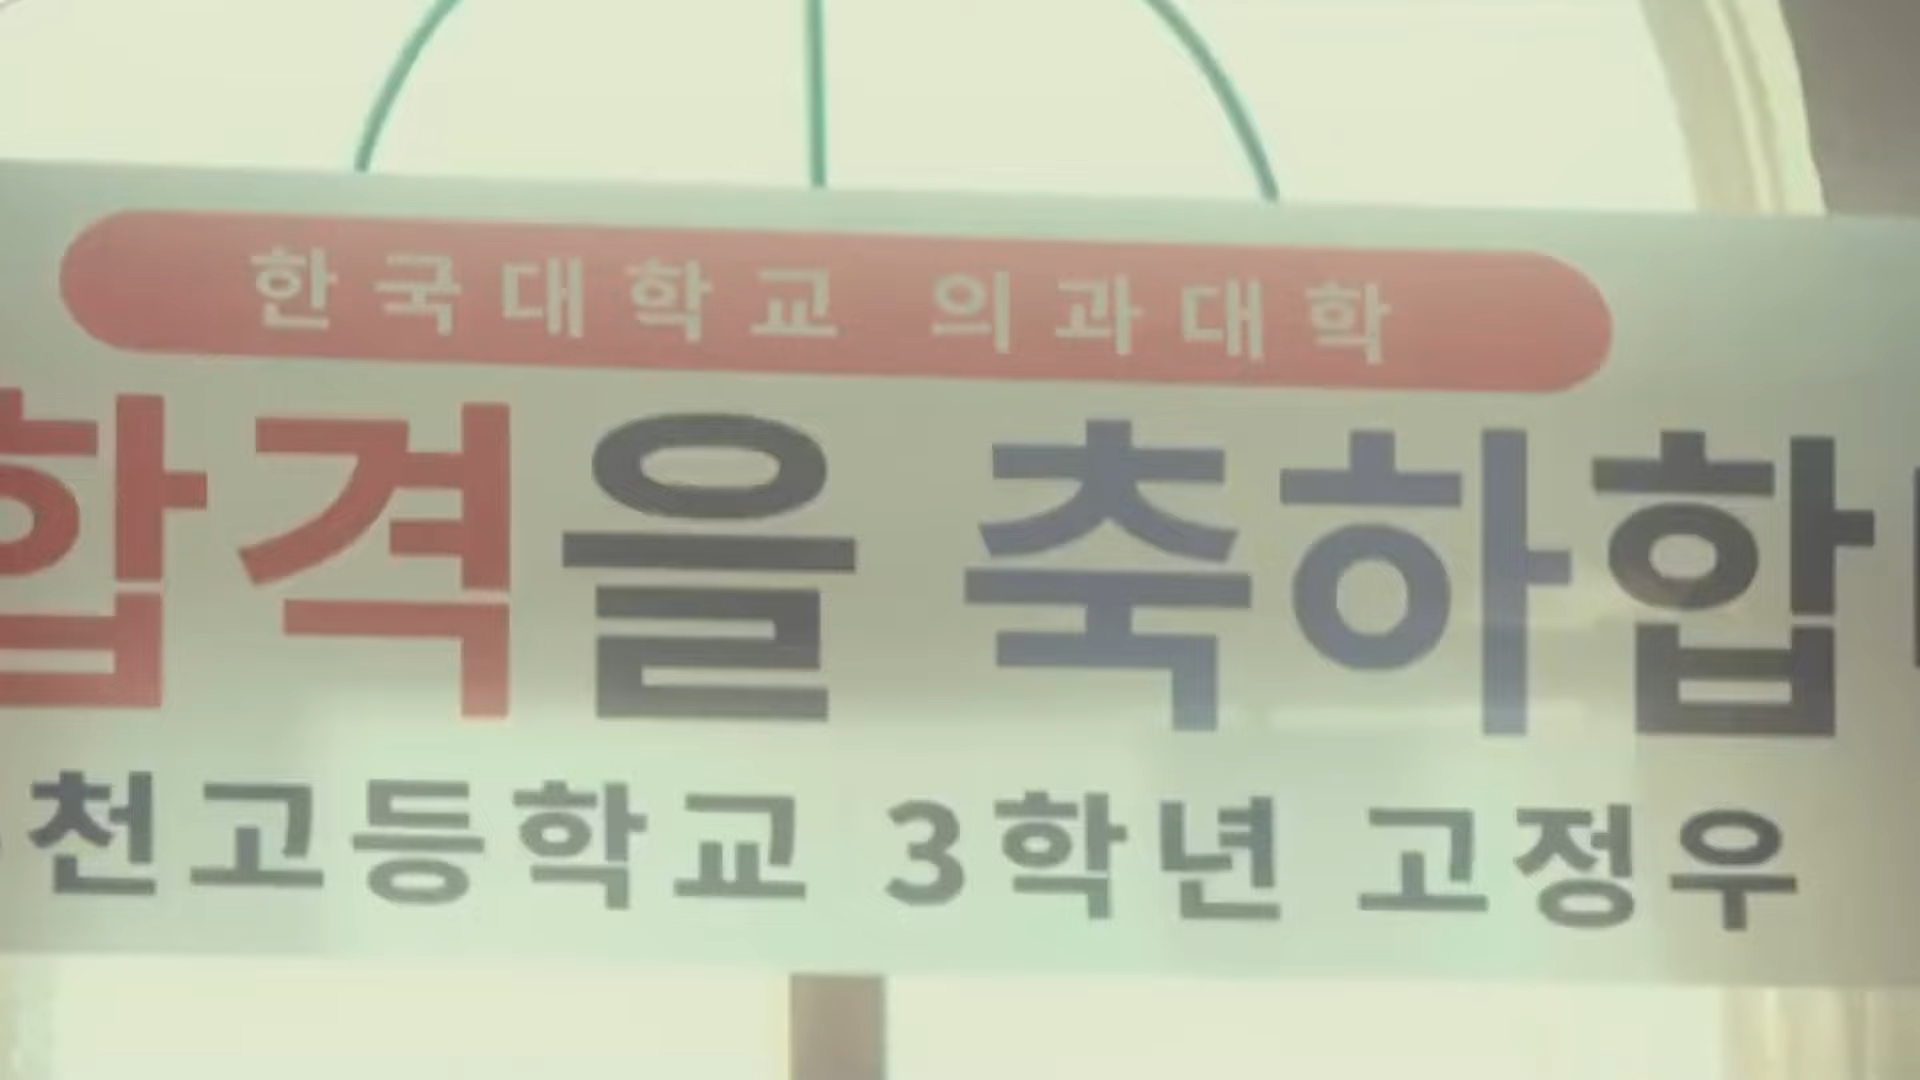 한국대학교 의과대학
합격을 축하합
천고등학교 3학년 고정우